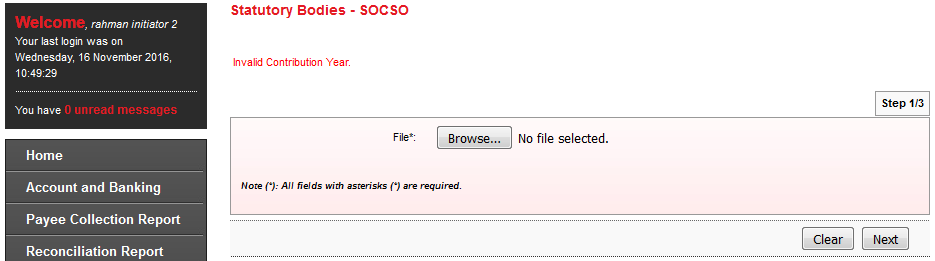 Welcome, rahman initiator 2
Your last login was on
Wednesday, 16 November 2016,
10:49:29
You have 0 unread messages
Home
Account and Banking
Payee Collection Report
Reconciliation Report
Statutory Bodies - SOCSO
Invalid Contribution Year.
Step 1/3
File*: Browse... No file selected.
Note (*): All fields with asterisks (*) are required.
Clear Next